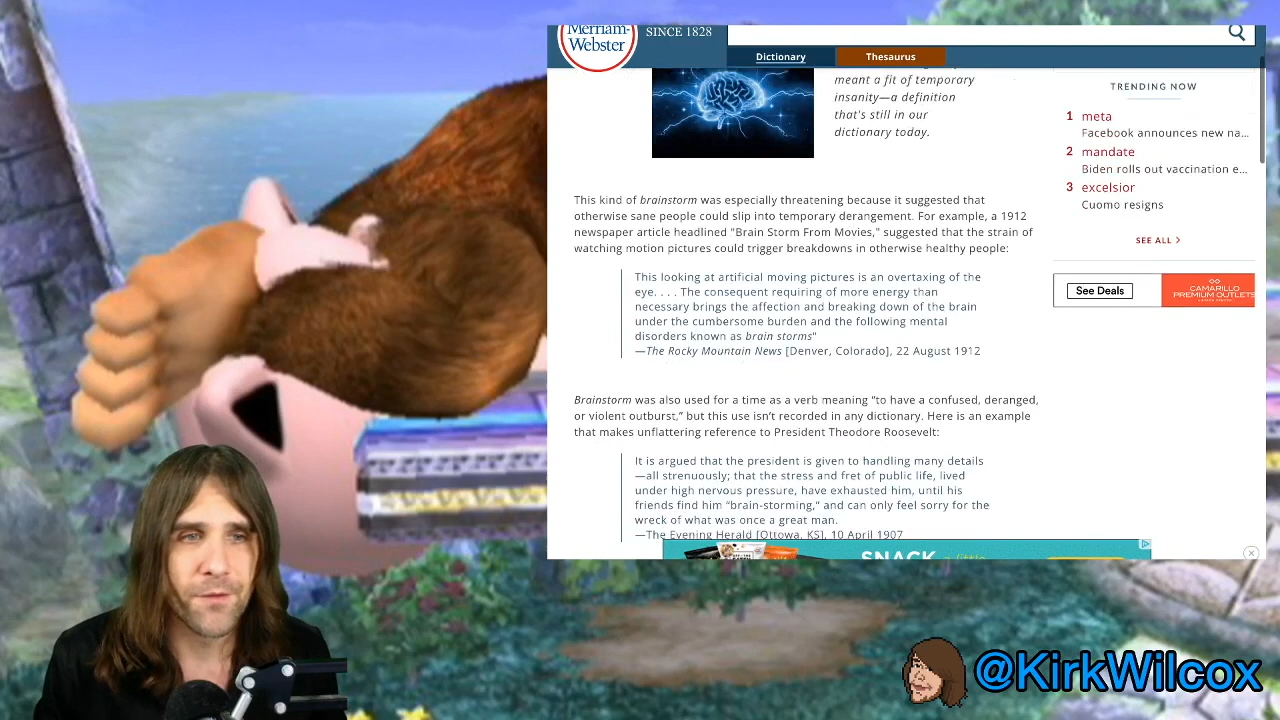 Merriam-
Webster
SINCE 1828
Dictionary
Thesaurus
meant a fit of temporary
insanity—a definition
that's still in our
dictionary today.
This kind of brainstorm was especially threatening because it suggested that
otherwise sane people could slip into temporary derangement. For example, a 1912
newspaper article headlined "Brain Storm From Movies," suggested that the strain of
watching motion pictures could trigger breakdowns in otherwise healthy people:
This looking at artificial moving pictures is an overtaxing of the
eye. . . . The consequent requiring of more energy than
necessary brings the affection and breaking down of the brain
under the cumbersome burden and the following mental
disorders known as brain storms"
—The Rocky Mountain News [Denver, Colorado], 22 August 1912
Brainstorm was also used for a time as a verb meaning “to have a confused, deranged,
or violent outburst,” but this use isn’t recorded in any dictionary. Here is an example
that makes unflattering reference to President Theodore Roosevelt:
It is argued that the president is given to handling many details
—all strenuously; that the stress and fret of public life, lived
under high nervous pressure, have exhausted him, until his
friends find him “brain-storming,” and can only feel sorry for the
wreck of what was once a great man.
—The Evening Herald [Ottowa, KS], 10 April 1907
TRENDING NOW
1 meta
Facebook announces new na...
2 mandate
Biden rolls out vaccination e...
3 excelsior
Cuomo resigns
SEE ALL >
See Deals
CAMARILLO
PREMIUM OUTLETS
SNACK a little
@KirkWilcox